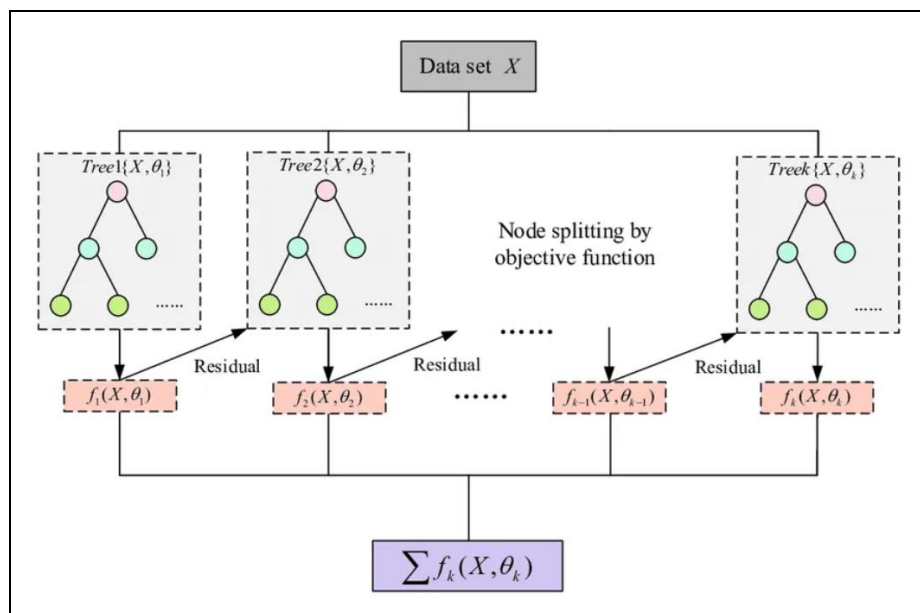 Data set X
Tree1{X,θ₁}
Tree2{X,θ₂}
Treek{X,θₖ}
Node splitting by
objective function
......
......
......
......
Residual
Residual
Residual
f₁(X,θ₁)
f₂(X,θ₂)
......
fₖ₋₁(X,θₖ₋₁)
fₖ(X,θₖ)
∑fₖ(X,θₖ)